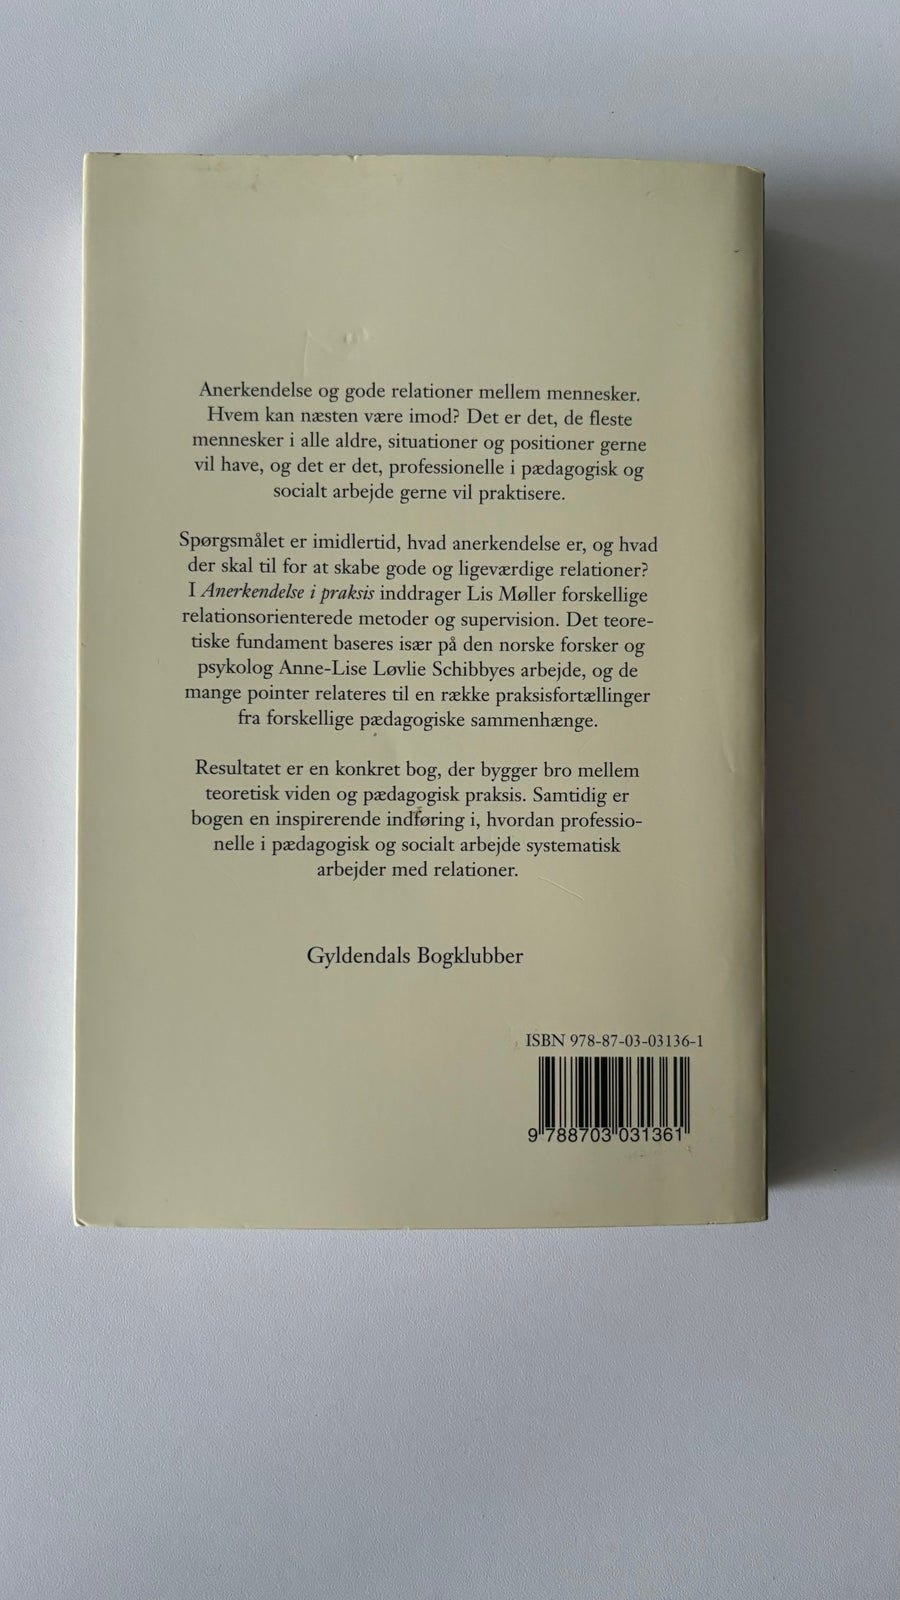 Anerkendelse og gode relationer mellem mennesker.
Hvem kan næsten være imod? Det er det, de fleste
mennesker i alle aldre, situationer og positioner gerne
vil have, og det er det, professionelle i pædagogisk og
socialt arbejde gerne vil praktisere.
Spørgsmålet er imidlertid, hvad anerkendelse er, og hvad
der skal til for at skabe gode og ligeværdige relationer?
I Anerkendelse i praksis inddrager Lis Møller forskellige
relationsorienterede metoder og supervision. Det teore-
tiske fundament baseres især på den norske forsker og
psykolog Anne-Lise Løvlie Schibbyes arbejde, og de
mange pointer relateres til en række praksisfortællinger
fra forskellige pædagogiske sammenhænge.
Resultatet er en konkret bog, der bygger bro mellem
teoretisk viden og pædagogisk praksis. Samtidig er
bogen en inspirerende indføring i, hvordan professio-
nelle i pædagogisk og socialt arbejde systematisk
arbejder med relationer.
Gyldendals Bogklubber
ISBN 978-87-03-03136-1
9 788703 031361